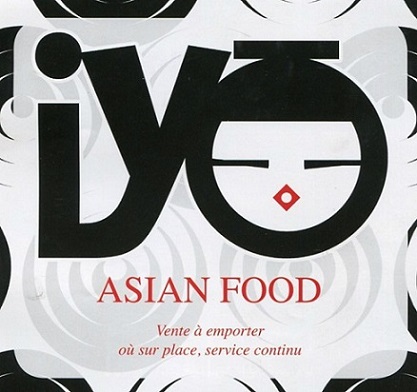 iyō
ASIAN FOOD
Vente à emporter
où sur place, service continu